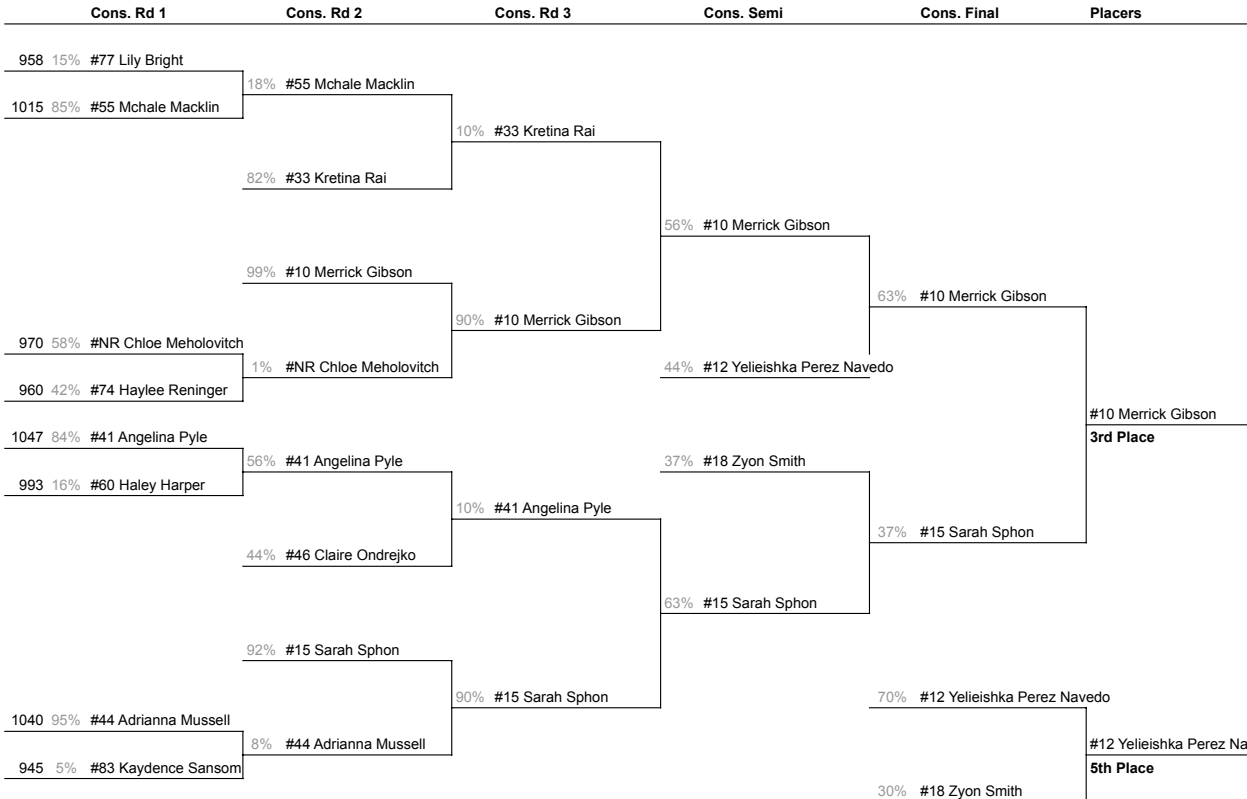 Cons. Rd 1 Cons. Rd 2 Cons. Rd 3 Cons. Semi Cons. Final Placers
958 15% #77 Lily Bright
18% #55 Mchale Macklin
1015 85% #55 Mchale Macklin
10% #33 Kretina Rai
82% #33 Kretina Rai
56% #10 Merrick Gibson
99% #10 Merrick Gibson
63% #10 Merrick Gibson
90% #10 Merrick Gibson
970 58% #NR Chloe Meholovitch
1% #NR Chloe Meholovitch
44% #12 Yelieishka Perez Navedo
960 42% #74 Haylee Reninger
#10 Merrick Gibson
1047 84% #41 Angelina Pyle
3rd Place
56% #41 Angelina Pyle
37% #18 Zyon Smith
993 16% #60 Haley Harper
10% #41 Angelina Pyle
37% #15 Sarah Sphon
44% #46 Claire Ondrejko
63% #15 Sarah Sphon
92% #15 Sarah Sphon
90% #15 Sarah Sphon
70% #12 Yelieishka Perez Navedo
1040 95% #44 Adrianna Mussell
8% #44 Adrianna Mussell
#12 Yelieishka Perez Na
945 5% #83 Kaydence Sansom
5th Place
30% #18 Zyon Smith